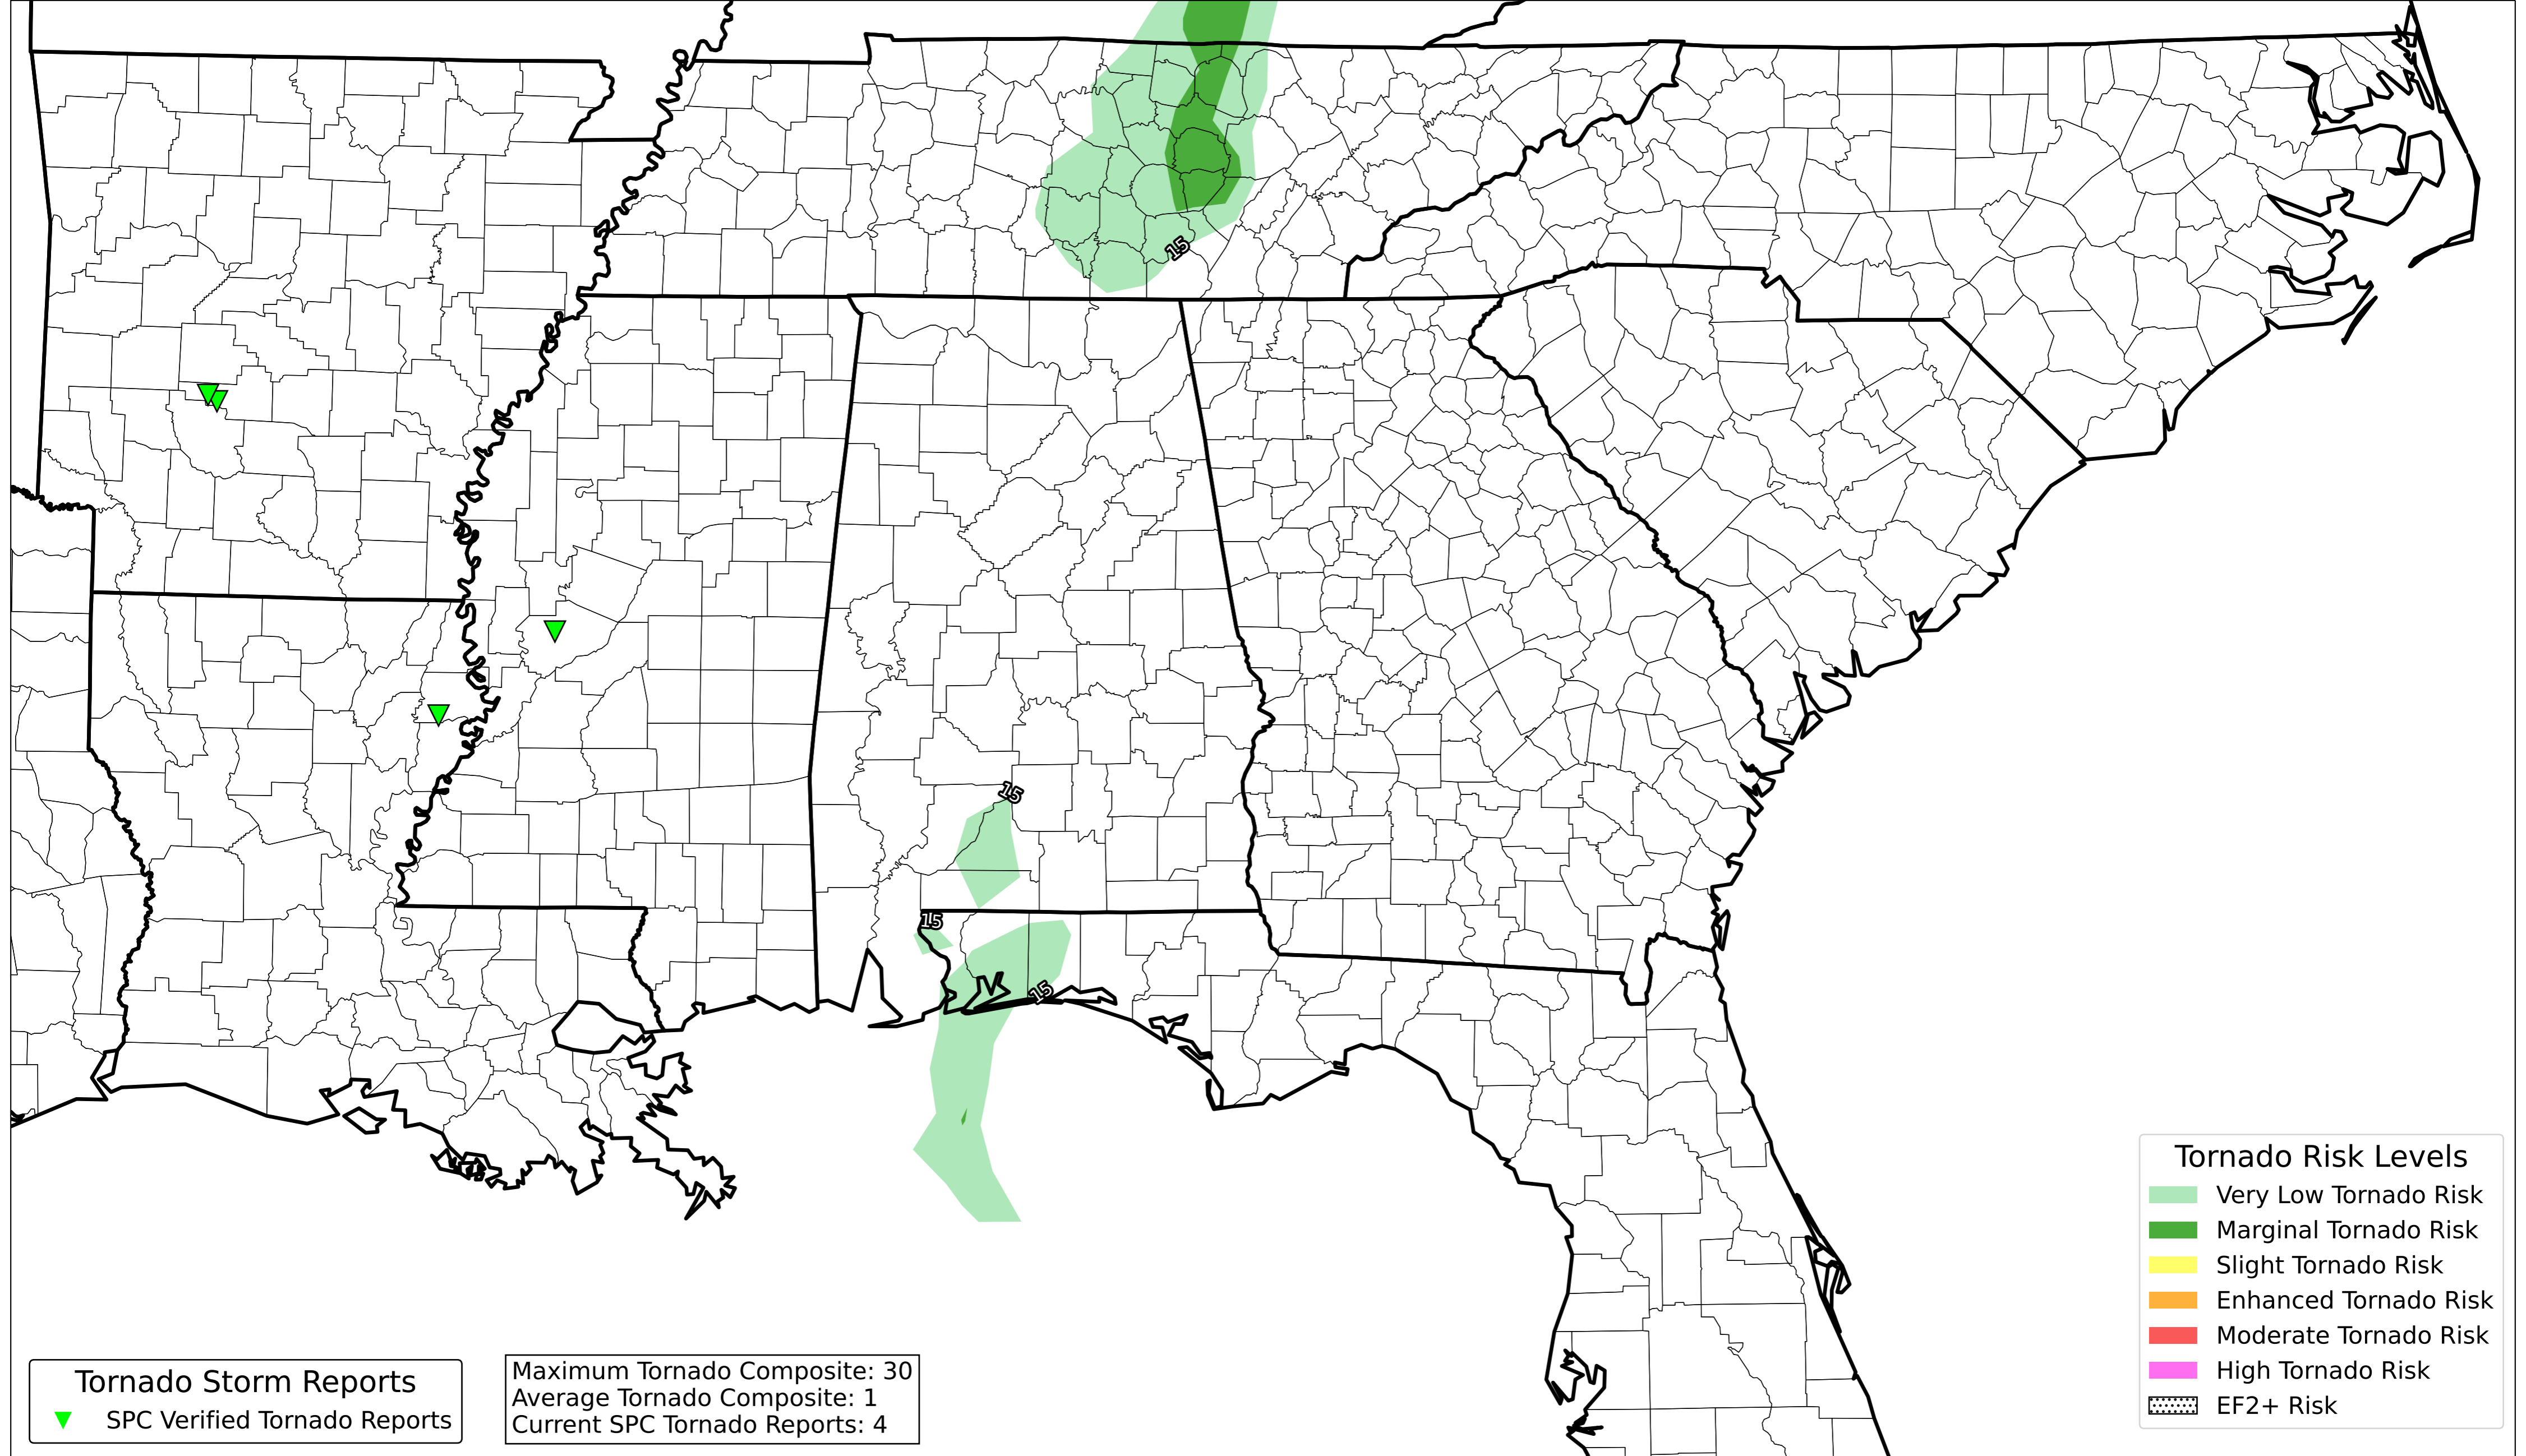 15
15
15
15
Tornado Risk Levels
Very Low Tornado Risk
Marginal Tornado Risk
Slight Tornado Risk
Enhanced Tornado Risk
Moderate Tornado Risk
High Tornado Risk
EF2+ Risk
Tornado Storm Reports
SPC Verified Tornado Reports
Maximum Tornado Composite: 30
Average Tornado Composite: 1
Current SPC Tornado Reports: 4